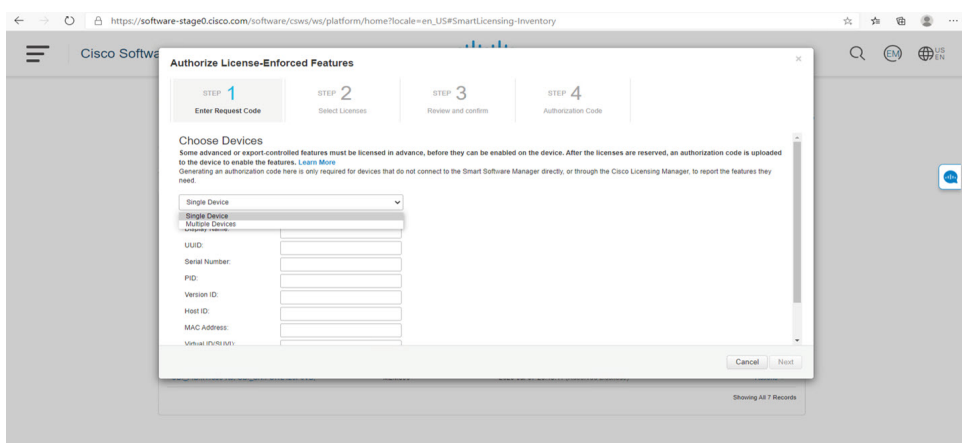 https://software-stage0.cisco.com/software/csws/ws/platform/home?locale=en_US#SmartLicensing-Inventory
Cisco Softwa
EM
US
EN
Authorize License-Enforced Features
STEP 1
Enter Request Code
STEP 2
Select Licenses
STEP 3
Review and confirm
STEP 4
Authorization Code
Choose Devices
Some advanced or export-controlled features must be licensed in advance, before they can be enabled on the device. After the licenses are reserved, an authorization code is uploaded
to the device to enable the features. Learn More
Generating an authorization code here is only required for devices that do not connect to the Smart Software Manager directly, or through the Cisco Licensing Manager, to report the features they
need.
Single Device
Single Device
Multiple Devices
Display Name:
UUID:
Serial Number:
PID:
Version ID:
Host ID:
MAC Address:
Virtual ID(SUVI):
Cancel Next
Showing All 7 Records